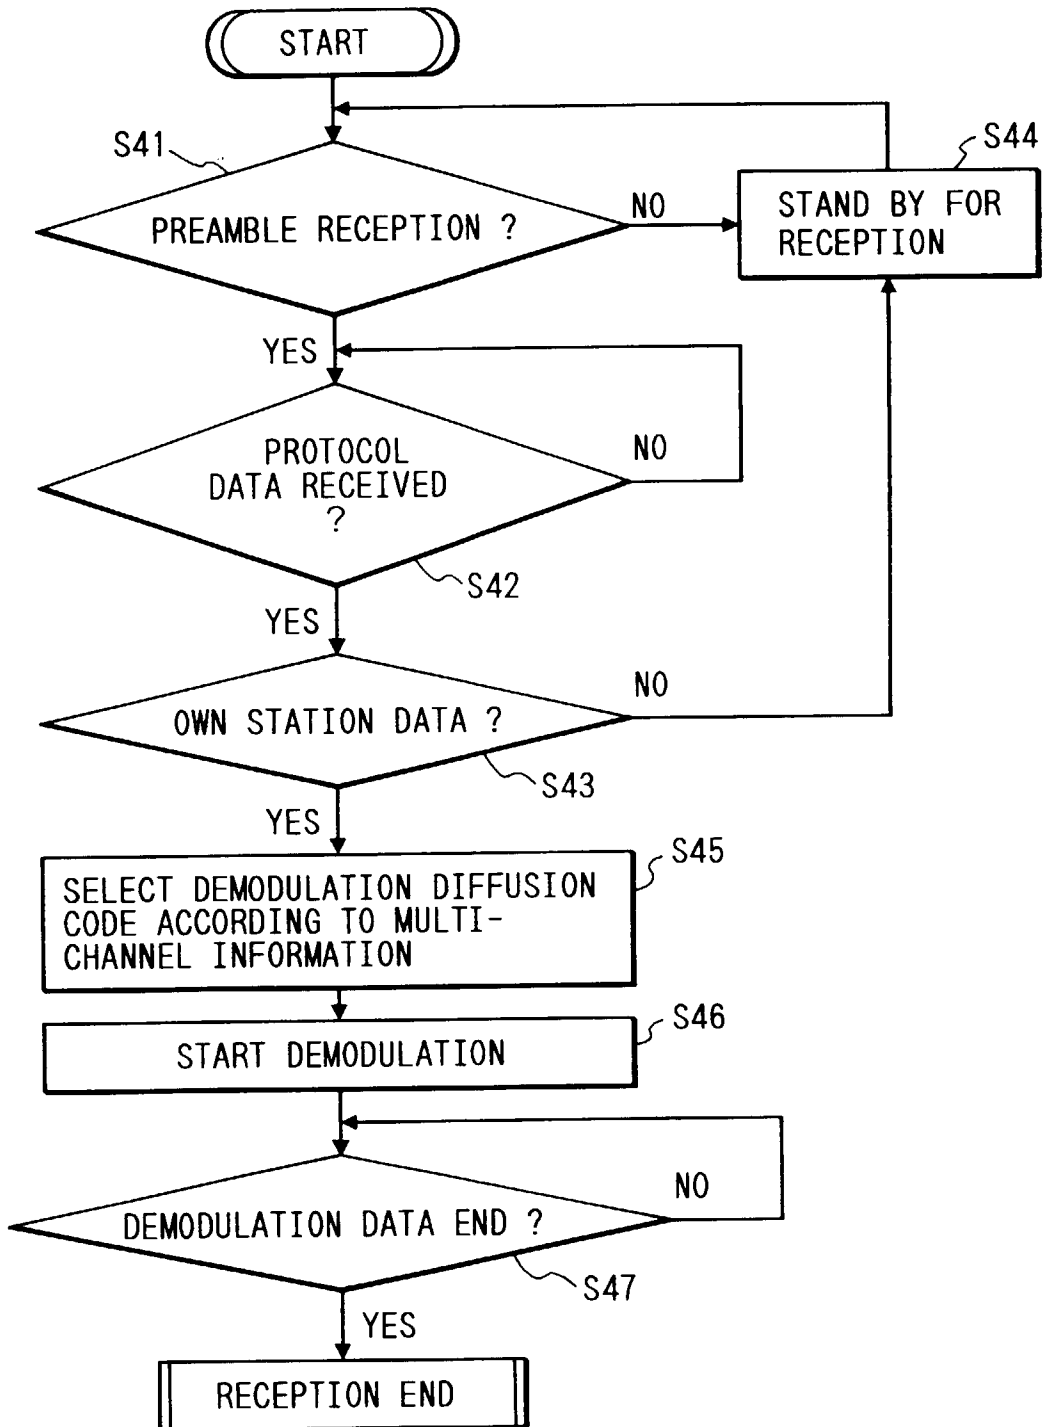 START
S41
PREAMBLE RECEPTION ?
NO
S44
STAND BY FOR
RECEPTION
YES
PROTOCOL
DATA RECEIVED
?
NO
S42
YES
OWN STATION DATA ?
NO
S43
YES
S45
SELECT DEMODULATION DIFFUSION
CODE ACCORDING TO MULTI-
CHANNEL INFORMATION
S46
START DEMODULATION
DEMODULATION DATA END ?
NO
S47
YES
RECEPTION END